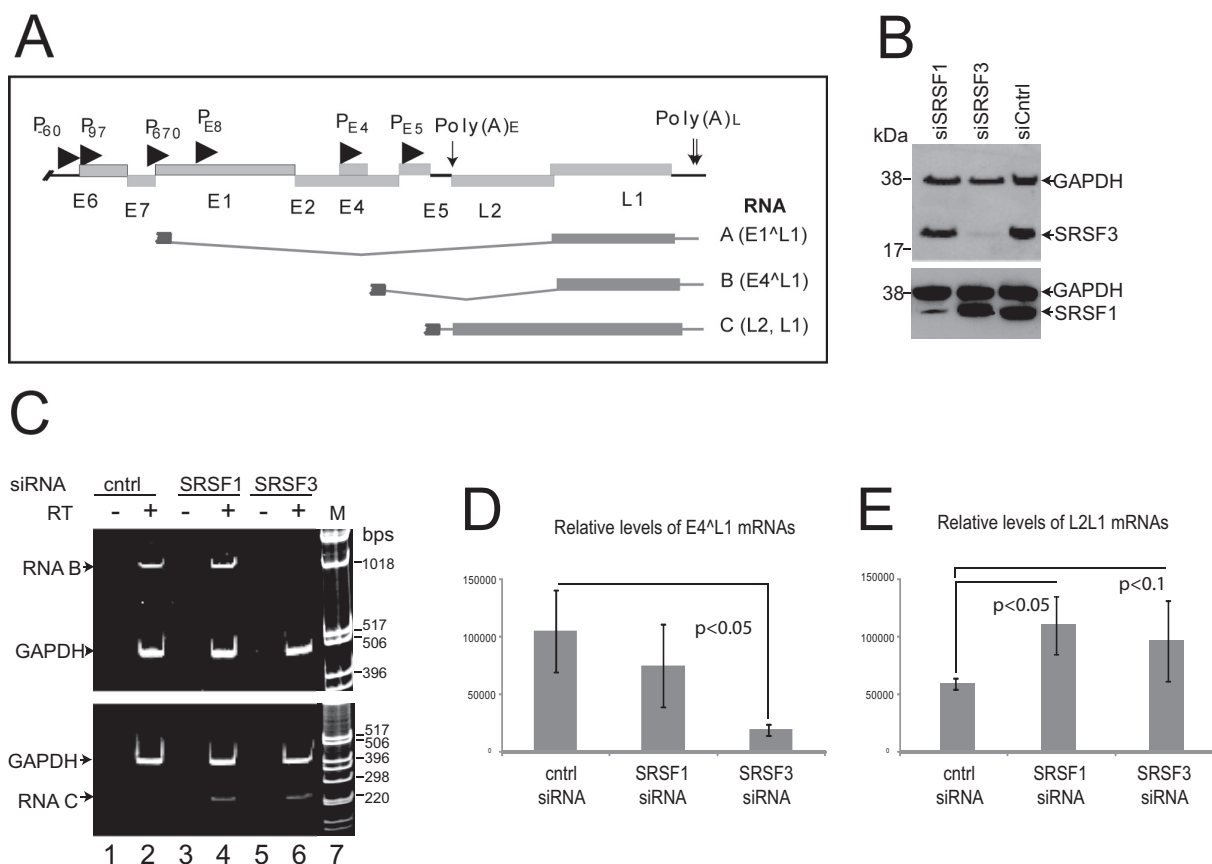 A
P-60
P97
P670
PE8
PE4
PE5
Poly(A)E
Poly(A)L
E6
E7
E1
E2
E4
E5
L2
L1
RNA
A (E1^L1)
B (E4^L1)
C (L2, L1)
B
siSRSF1
siSRSF3
siCntrl
kDa
38
GAPDH
SRSF3
17
38
GAPDH
SRSF1
C
siRNA cntrl SRSF1 SRSF3
RT - + - + - + M
bps
RNA B
1018
517
506
GAPDH
396
517
506
GAPDH
396
298
RNA C
220
1 2 3 4 5 6 7
D
Relative levels of E4^L1 mRNAs
150000
100000
50000
0
p<0.05
cntrl siRNA
SRSF1 siRNA
SRSF3 siRNA
E
Relative levels of L2L1 mRNAs
150000
100000
50000
0
p<0.05
p<0.1
cntrl siRNA
SRSF1 siRNA
SRSF3 siRNA